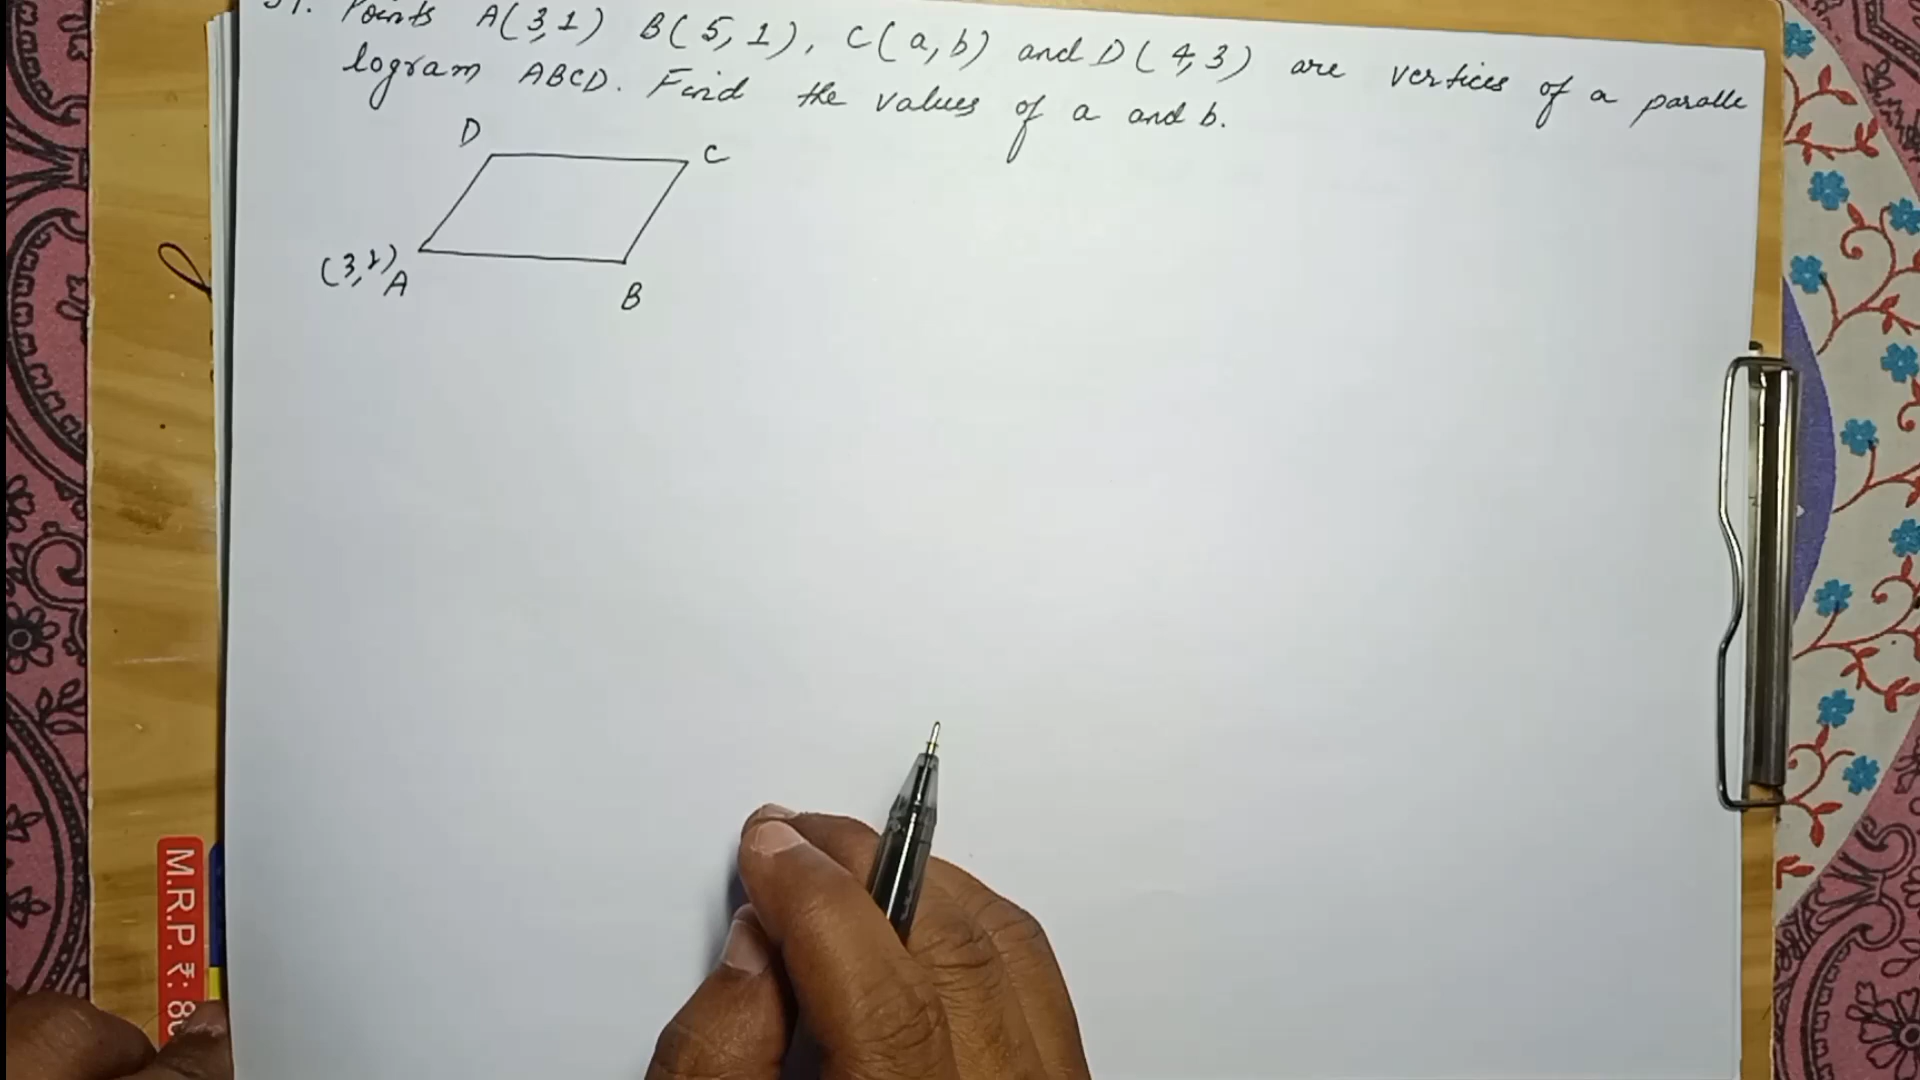 Points A(3,1) B(5,1), C(a,b) and D(4,3) are vertices of a paralle
logram ABCD. Find the values of a and b.
D
C
(3,1) A
B
M.R.P. ₹: 8